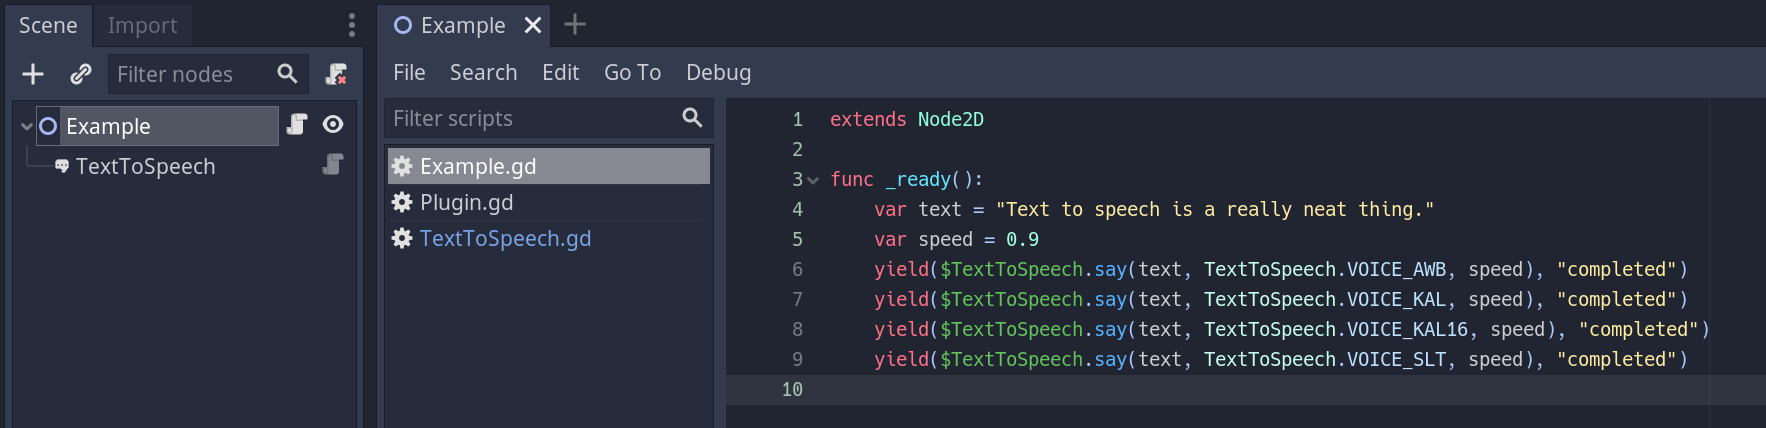 Scene Import
Filter nodes
Example
TextToSpeech
Example
File Search Edit Go To Debug
Filter scripts
Example.gd
Plugin.gd
TextToSpeech.gd
1 extends Node2D
2
3 func _ready():
4 var text = "Text to speech is a really neat thing."
5 var speed = 0.9
6 yield($TextToSpeech.say(text, TextToSpeech.VOICE_AWB, speed), "completed")
7 yield($TextToSpeech.say(text, TextToSpeech.VOICE_KAL, speed), "completed")
8 yield($TextToSpeech.say(text, TextToSpeech.VOICE_KAL16, speed), "completed")
9 yield($TextToSpeech.say(text, TextToSpeech.VOICE_SLT, speed), "completed")
10